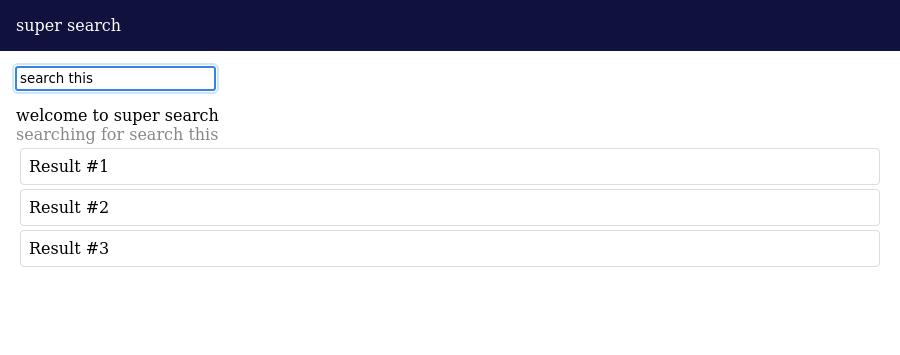 super search
search this
welcome to super search
searching for search this
Result #1
Result #2
Result #3